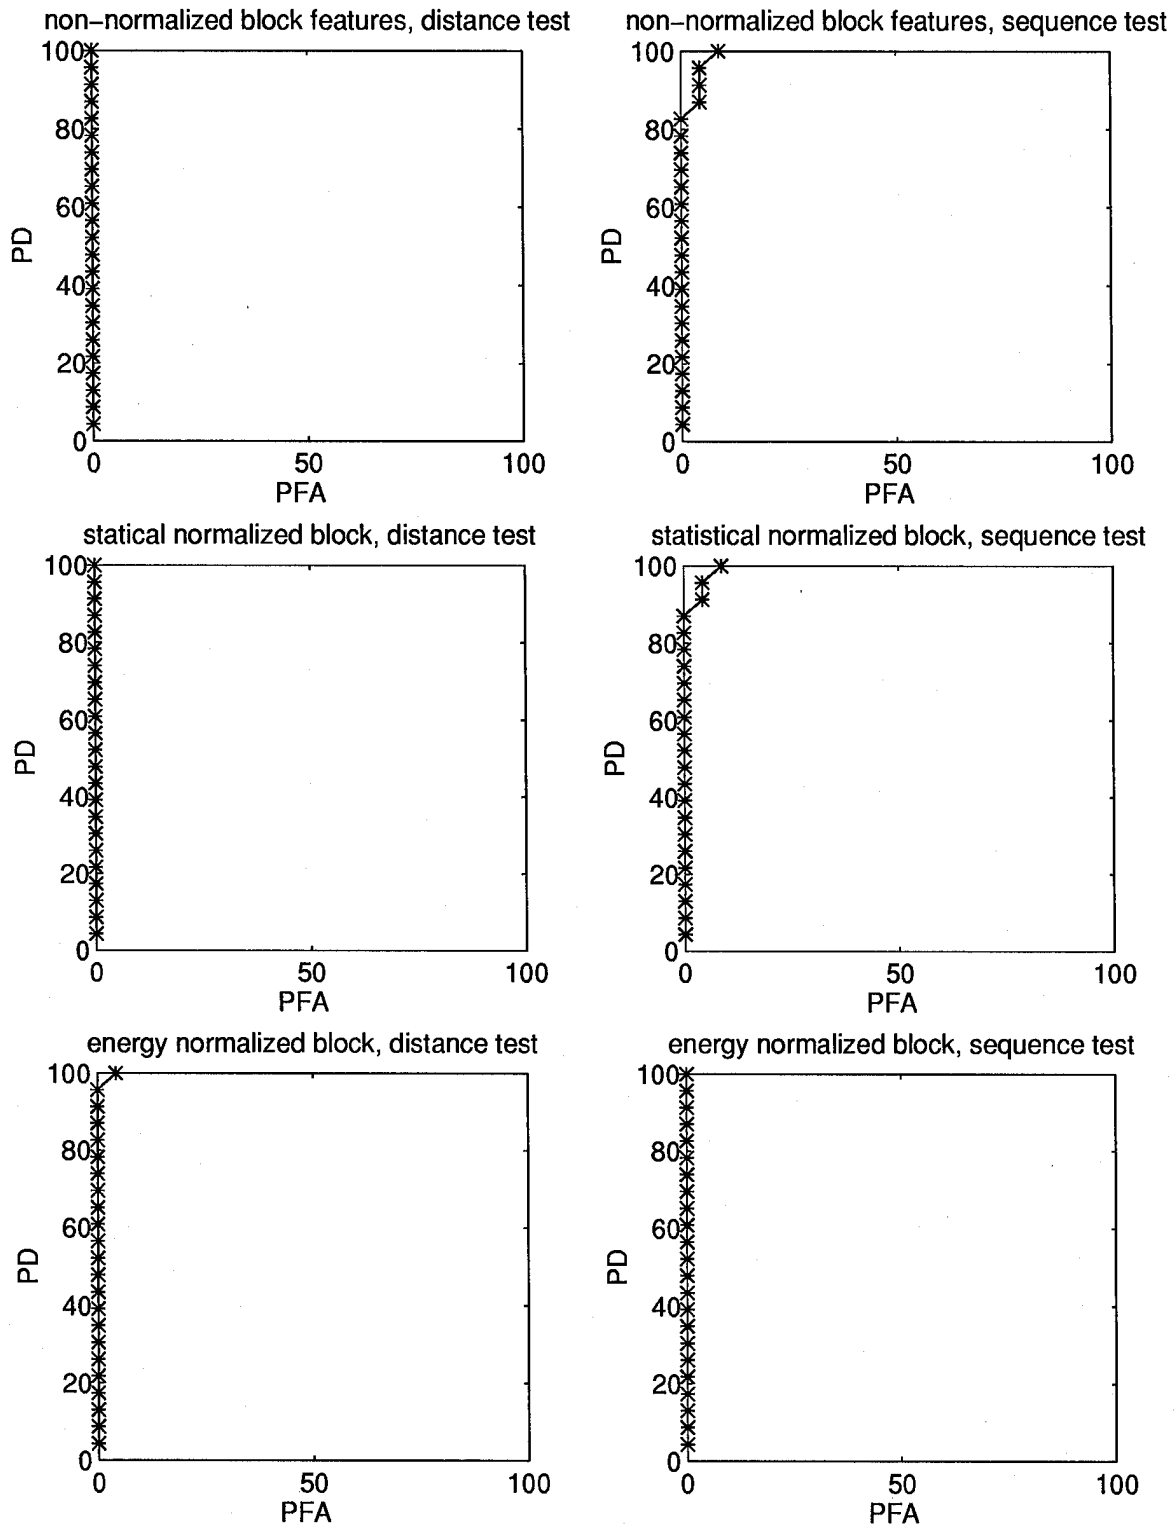 non-normalized block features, distance test
100
80
60
40
20
0
PD
0 50 100
PFA
non-normalized block features, sequence test
100
80
60
40
20
0
PD
0 50 100
PFA
statical normalized block, distance test
100
80
60
40
20
0
PD
0 50 100
PFA
statistical normalized block, sequence test
100
80
60
40
20
0
PD
0 50 100
PFA
energy normalized block, distance test
100
80
60
40
20
0
PD
0 50 100
PFA
energy normalized block, sequence test
100
80
60
40
20
0
PD
0 50 100
PFA